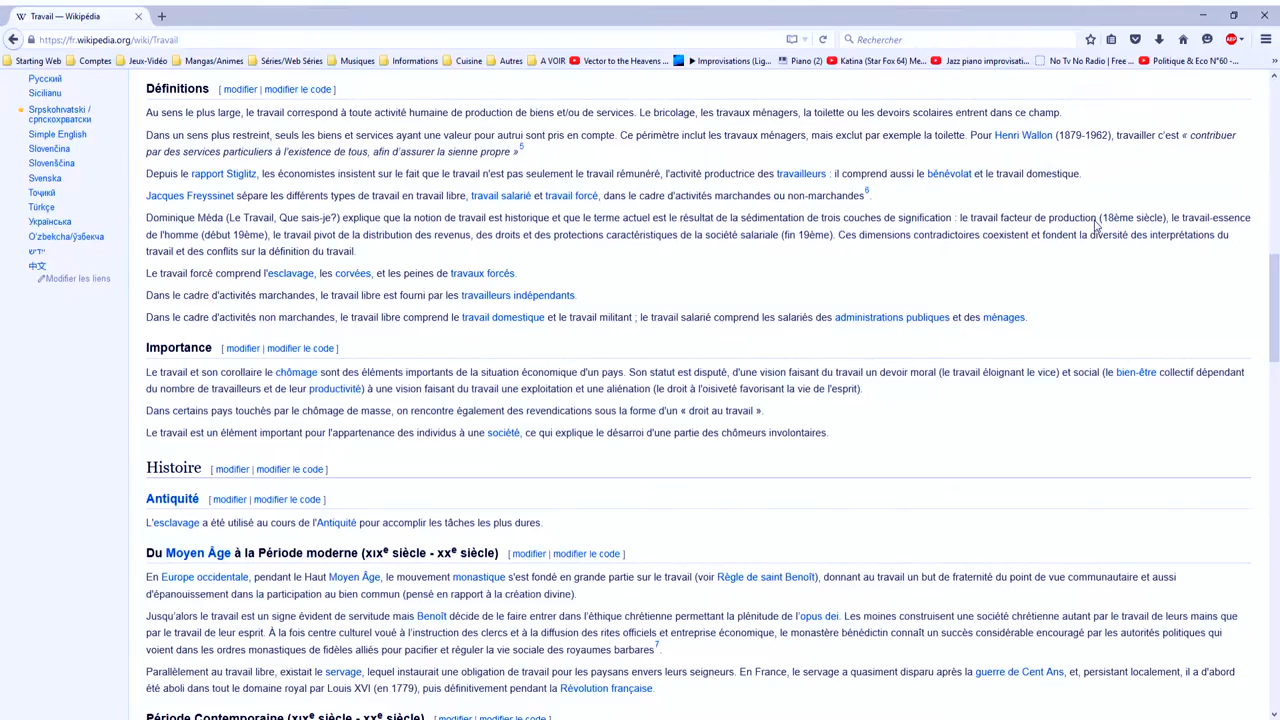 Travail — Wikipédia
https://fr.wikipedia.org/wiki/Travail
Rechercher
Starting Web Comptes Jeux-Vidéo Mangas/Animes Séries/Web Séries Musiques Informations Cuisine Autres A VOIR Vector to the Heavens ... ▶ Improvisations (Lig... Piano (2) Katina (Star Fox 64) Me... Jazz piano improvisati... No Tv No Radio | Free ... Politique & Eco N°60 -...
Русский
Sicilianu
Srpskohrvatski /
српскохрватски
Simple English
Slovenčina
Slovenščina
Svenska
Тоҷикӣ
Türkçe
Українська
Oʻzbekcha/ўзбекча
ייִדיש
中文
Modifier les liens
Définitions [ modifier | modifier le code ]
Au sens le plus large, le travail correspond à toute activité humaine de production de biens et/ou de services. Le bricolage, les travaux ménagers, la toilette ou les devoirs scolaires entrent dans ce champ.
Dans un sens plus restreint, seuls les biens et services ayant une valeur pour autrui sont pris en compte. Ce périmètre inclut les travaux ménagers, mais exclut par exemple la toilette. Pour Henri Wallon (1879-1962), travailler c'est « contribuer
par des services particuliers à l'existence de tous, afin d'assurer la sienne propre »5
Depuis le rapport Stiglitz, les économistes insistent sur le fait que le travail n'est pas seulement le travail rémunéré, l'activité productrice des travailleurs : il comprend aussi le bénévolat et le travail domestique.
Jacques Freyssinet sépare les différents types de travail en travail libre, travail salarié et travail forcé, dans le cadre d'activités marchandes ou non-marchandes6.
Dominique Méda (Le Travail, Que sais-je?) explique que la notion de travail est historique et que le terme actuel est le résultat de la sédimentation de trois couches de signification : le travail facteur de production (18ème siècle), le travail-essence
de l'homme (début 19ème), le travail pivot de la distribution des revenus, des droits et des protections caractéristiques de la société salariale (fin 19ème). Ces dimensions contradictoires coexistent et fondent la diversité des interprétations du
travail et des conflits sur la définition du travail.
Le travail forcé comprend l'esclavage, les corvées, et les peines de travaux forcés.
Dans le cadre d'activités marchandes, le travail libre est fourni par les travailleurs indépendants.
Dans le cadre d'activités non marchandes, le travail libre comprend le travail domestique et le travail militant ; le travail salarié comprend les salariés des administrations publiques et des ménages.
Importance [ modifier | modifier le code ]
Le travail et son corollaire le chômage sont des éléments importants de la situation économique d'un pays. Son statut est disputé, d'une vision faisant du travail un devoir moral (le travail éloignant le vice) et social (le bien-être collectif dépendant
du nombre de travailleurs et de leur productivité) à une vision faisant du travail une exploitation et une aliénation (le droit à l'oisiveté favorisant la vie de l'esprit).
Dans certains pays touchés par le chômage de masse, on rencontre également des revendications sous la forme d'un « droit au travail ».
Le travail est un élément important pour l'appartenance des individus à une société, ce qui explique le désarroi d'une partie des chômeurs involontaires.
Histoire [ modifier | modifier le code ]
Antiquité [ modifier | modifier le code ]
L'esclavage a été utilisé au cours de l'Antiquité pour accomplir les tâches les plus dures.
Du Moyen Âge à la Période moderne (XIXe siècle - XXe siècle) [ modifier | modifier le code ]
En Europe occidentale, pendant le Haut Moyen Âge, le mouvement monastique s'est fondé en grande partie sur le travail (voir Règle de saint Benoît), donnant au travail un but de fraternité du point de vue communautaire et aussi
d'épanouissement dans la participation au bien commun (pensé en rapport à la création divine).
Jusqu'alors le travail est un signe évident de servitude mais Benoît décide de le faire entrer dans l'éthique chrétienne permettant la plénitude de l'opus dei. Les moines construisent une société chrétienne autant par le travail de leurs mains que
par le travail de leur esprit. À la fois centre culturel voué à l'instruction des clercs et à la diffusion des rites officiels et entreprise économique, le monastère bénédictin connaît un succès considérable encouragé par les autorités politiques qui
voient dans les ordres monastiques de fidèles alliés pour pacifier et réguler la vie sociale des royaumes barbares7.
Parallèlement au travail libre, existait le servage, lequel instaurait une obligation de travail pour les paysans envers leurs seigneurs. En France, le servage a quasiment disparu après la guerre de Cent Ans, et, persistant localement, il a d'abord
été aboli dans tout le domaine royal par Louis XVI (en 1779), puis définitivement pendant la Révolution française.
Période Contemporaine (XIXe siècle - XXe siècle) [ modifier | modifier le code ]